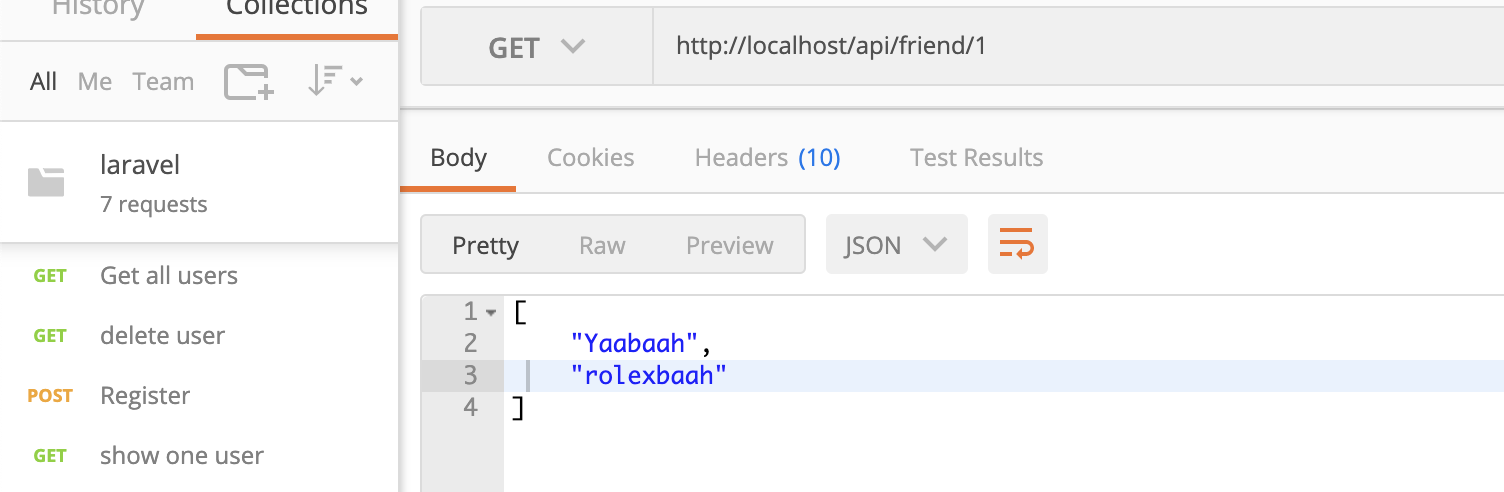 History Collections
All Me Team
laravel
7 requests
GET Get all users
GET delete user
POST Register
GET show one user
GET http://localhost/api/friend/1
Body Cookies Headers (10) Test Results
Pretty Raw Preview JSON
1 [
2 "Yaabaah",
3 "rolexbaah"
4 ]